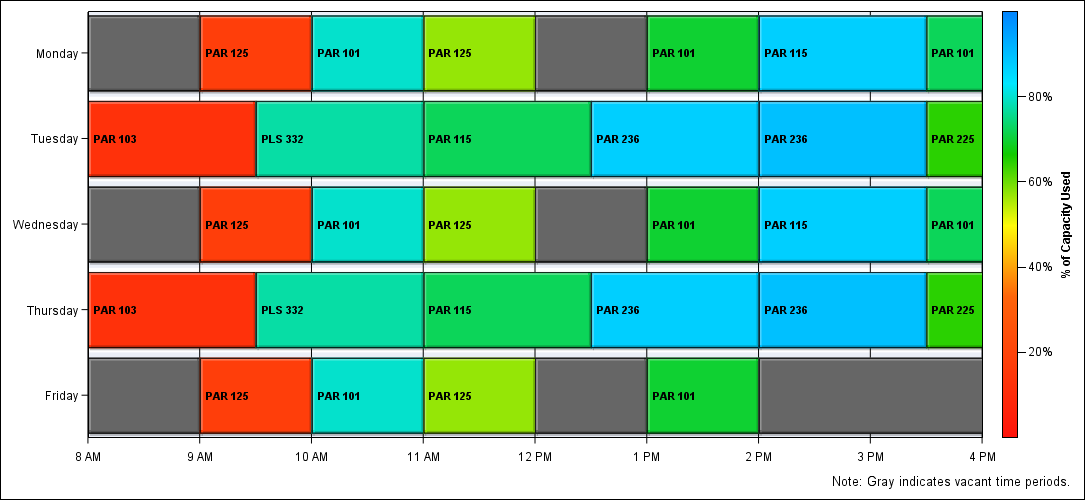 Monday PAR 125 PAR 101 PAR 125 PAR 101 PAR 115 PAR 101
Tuesday PAR 103 PLS 332 PAR 115 PAR 236 PAR 236 PAR 225
Wednesday PAR 125 PAR 101 PAR 125 PAR 101 PAR 115 PAR 101
Thursday PAR 103 PLS 332 PAR 115 PAR 236 PAR 236 PAR 225
Friday PAR 125 PAR 101 PAR 125 PAR 101
8 AM 9 AM 10 AM 11 AM 12 PM 1 PM 2 PM 3 PM 4 PM
80%
60%
40%
20%
% of Capacity Used
Note: Gray indicates vacant time periods.